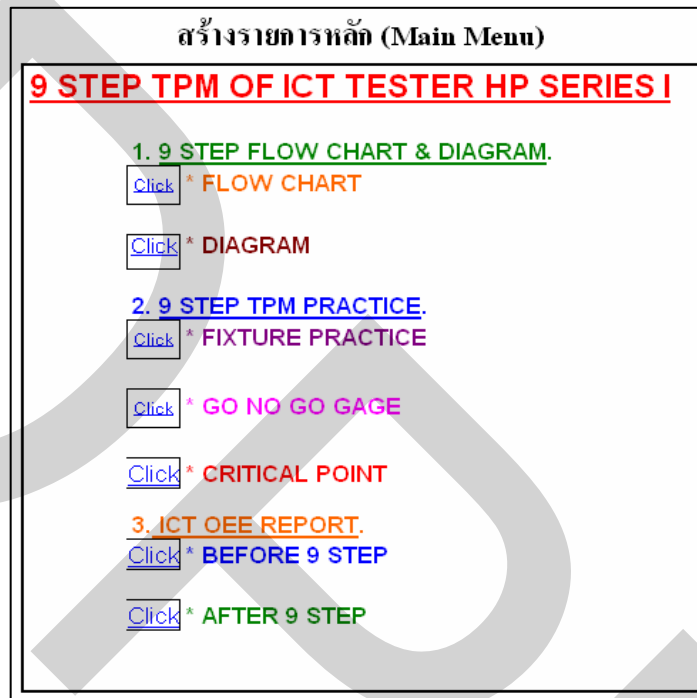 สร้างรายการหลัก (Main Menu)
9 STEP TPM OF ICT TESTER HP SERIES I
1. 9 STEP FLOW CHART & DIAGRAM.
Click * FLOW CHART
Click * DIAGRAM
2. 9 STEP TPM PRACTICE.
Click * FIXTURE PRACTICE
Click * GO NO GO GAGE
Click * CRITICAL POINT
3. ICT OEE REPORT.
Click * BEFORE 9 STEP
Click * AFTER 9 STEP